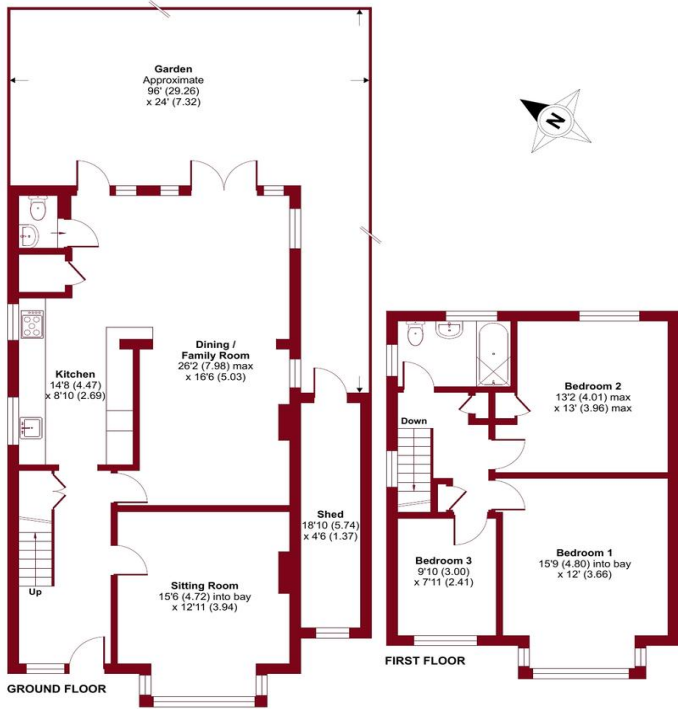 Garden
Approximate
96' (29.26)
x 24' (7.32)
N
Dining /
Family Room
26'2 (7.98) max
x 16'6 (5.03)
Kitchen
14'8 (4.47)
x 8'10 (2.69)
Shed
18'10 (5.74)
x 4'6 (1.37)
Sitting Room
15'6 (4.72) into bay
x 12'11 (3.94)
Up
GROUND FLOOR
Bedroom 2
13'2 (4.01) max
x 13' (3.96) max
Down
Bedroom 3
9'10 (3.00)
x 7'11 (2.41)
Bedroom 1
15'9 (4.80) into bay
x 12' (3.66)
FIRST FLOOR